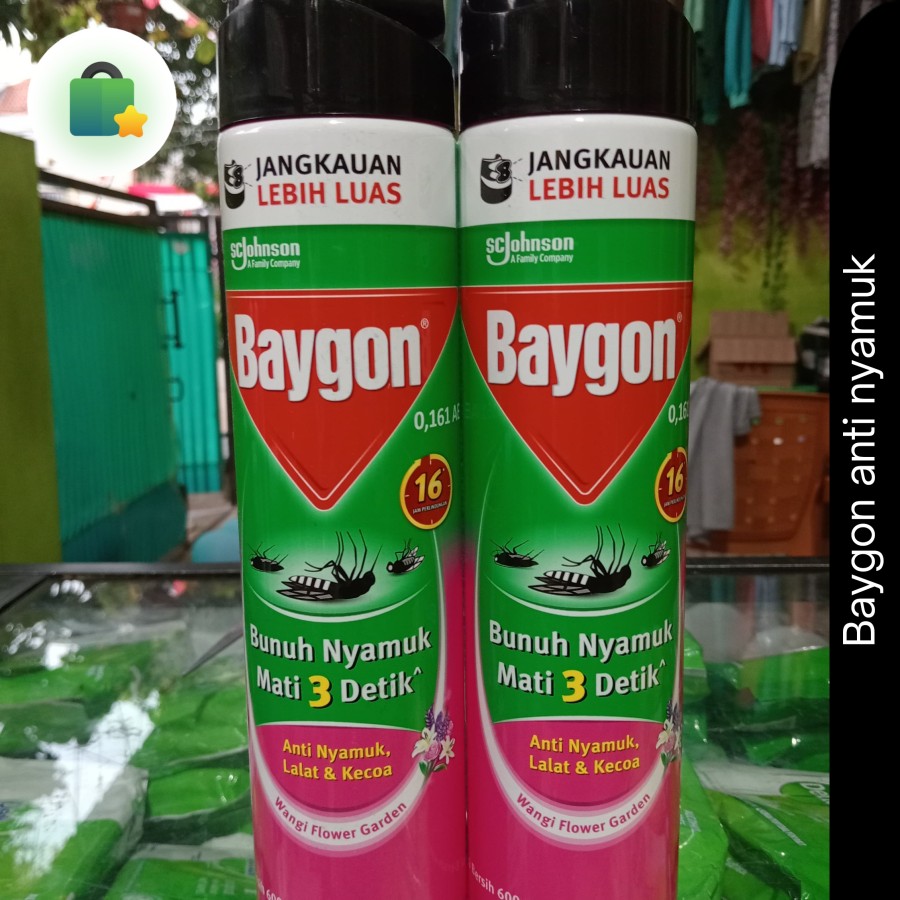 JANGKAUAN
LEBIH LUAS
SCJohnson
A Family Company
Baygon®
0,161
16
Bunuh Nyamuk
Mati 3 Detik^
Anti Nyamuk,
Lalat & Kecoa
Wangi Flower Garden
JANGKAUAN
LEBIH LUAS
SCJohnson
A Family Company
Baygon®
16
Bunuh Nyamuk
Mati 3 Detik^
Anti Nyamuk,
Lalat & Kecoa
Wangi Flower Garden
Baygon anti nyamuk